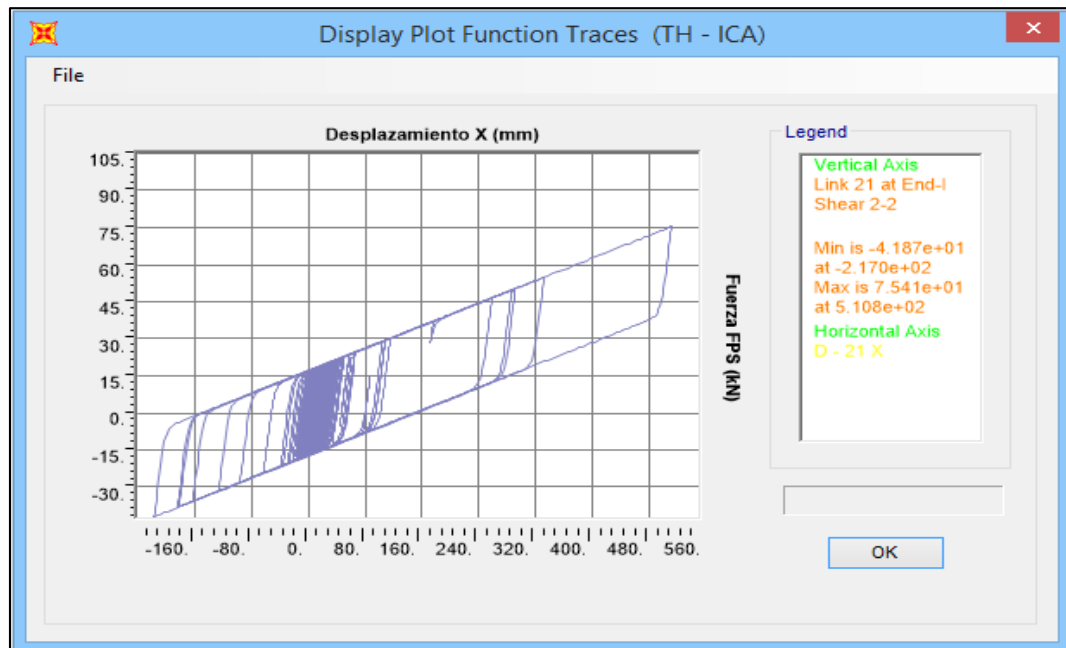 Display Plot Function Traces (TH - ICA)
File
Desplazamiento X (mm)
105.
90.
75.
60.
45.
30.
15.
0.
-15.
-30.
-160. -80. 0. 80. 160. 240. 320. 400. 480. 560.
Fuerza FPS (kN)
Legend
Vertical Axis
Link 21 at End-I
Shear 2-2
Min is -4.187e+01
at -2.170e+02
Max is 7.541e+01
at 5.108e+02
Horizontal Axis
D - 21 X
OK